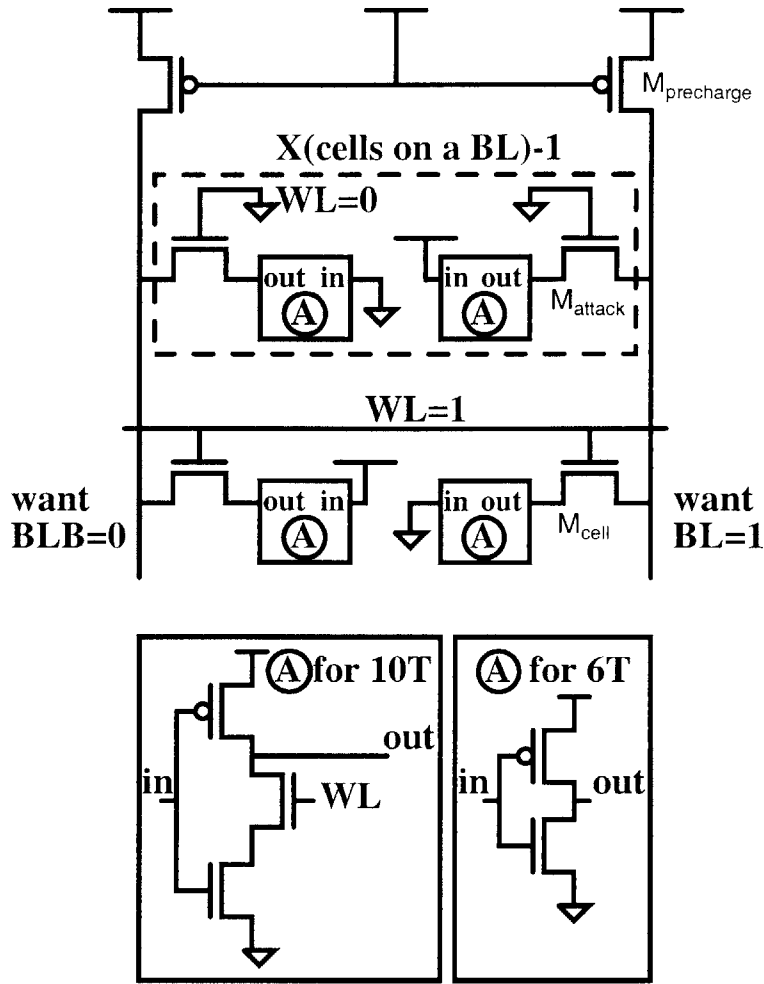 M_precharge
X(cells on a BL)-1
WL=0
out in
in out
A
A
M_attack
WL=1
want
BLB=0
out in
in out
want
BL=1
A
A
M_cell
A for 10T
A for 6T
out
in
WL
in
out